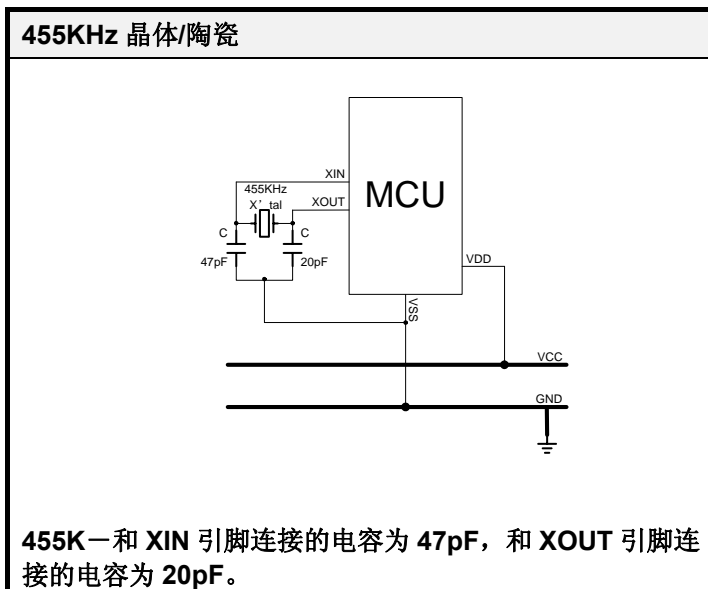 455KHz 晶体/陶瓷
XIN
455KHz
X’tal
XOUT
MCU
C
C
47pF
20pF
VDD
VSS
VCC
GND
455K－和 XIN 引脚连接的电容为 47pF，和 XOUT 引脚连
接的电容为 20pF。